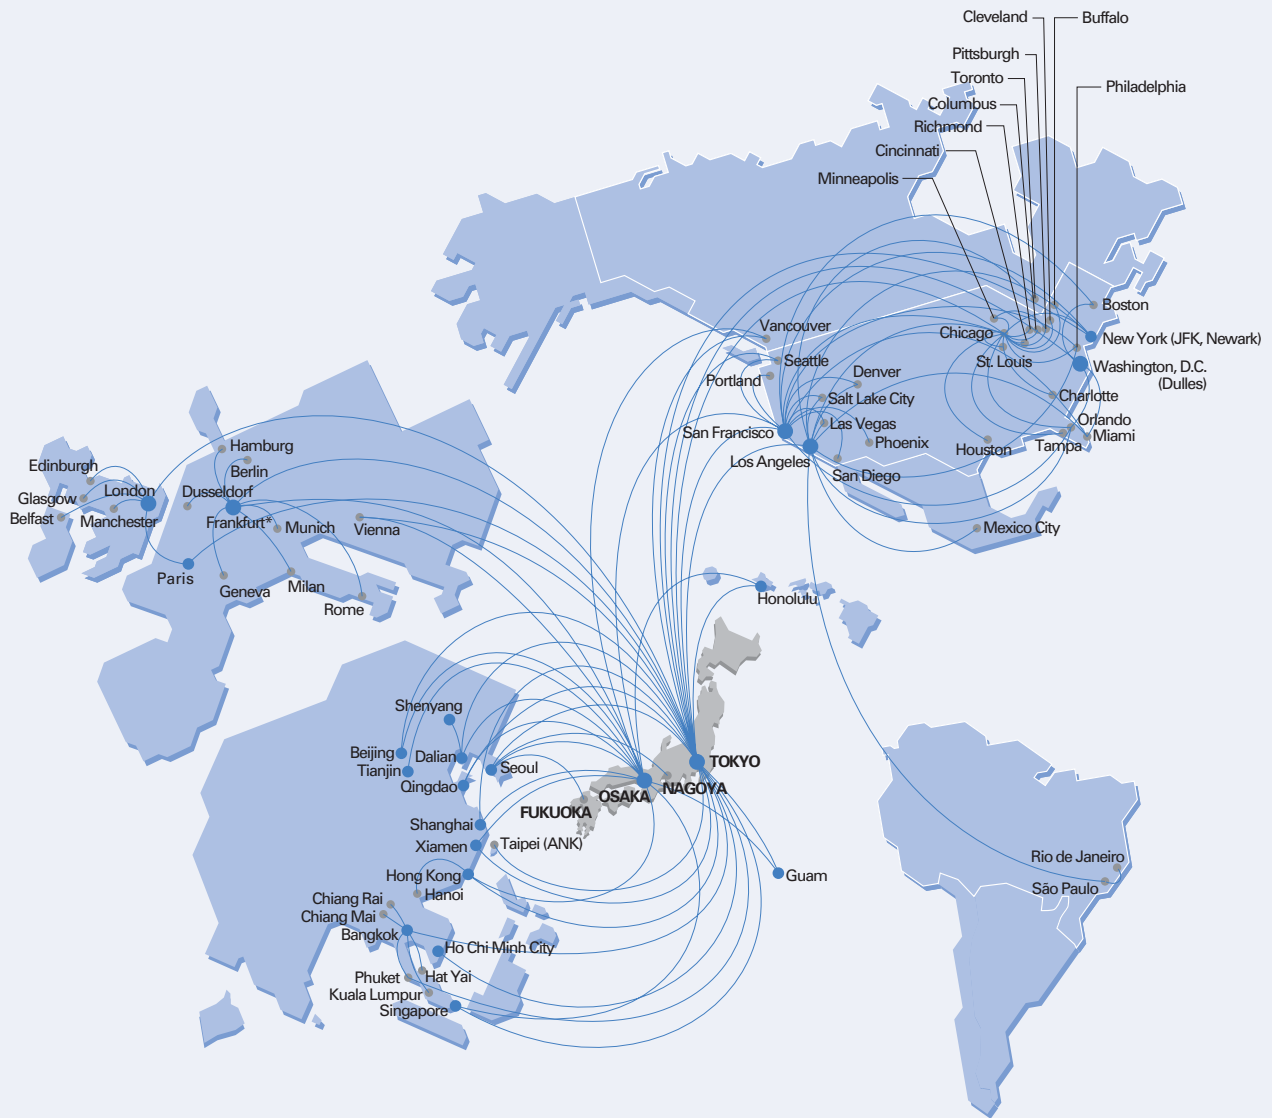 Cleveland
Buffalo
Pittsburgh
Toronto
Philadelphia
Columbus
Richmond
Cincinnati
Minneapolis
Boston
Vancouver
Chicago
New York (JFK, Newark)
Seattle
St. Louis
Washington, D.C.
(Dulles)
Portland
Denver
Salt Lake City
Charlotte
Las Vegas
Orlando
San Francisco
Phoenix
Miami
Houston
Tampa
Los Angeles
San Diego
Mexico City
Hamburg
Edinburgh
Berlin
London
Dusseldorf
Glasgow
Belfast
Manchester
Frankfurt*
Munich
Vienna
Paris
Geneva
Milan
Rome
Honolulu
Shenyang
Beijing
Dalian
Tianjin
Seoul
Qingdao
TOKYO
NAGOYA
OSAKA
FUKUOKA
Shanghai
Xiamen
Taipei (ANK)
Hong Kong
Guam
Hanoi
Chiang Rai
Chiang Mai
Bangkok
Ho Chi Minh City
Phuket
Hat Yai
Kuala Lumpur
Singapore
Rio de Janeiro
São Paulo